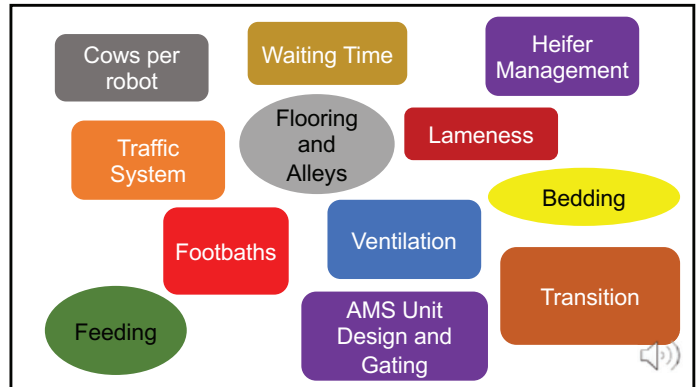 Cows per
robot
Waiting Time
Heifer
Management
Traffic
System
Flooring
and
Alleys
Lameness
Bedding
Footbaths
Ventilation
Transition
Feeding
AMS Unit
Design and
Gating